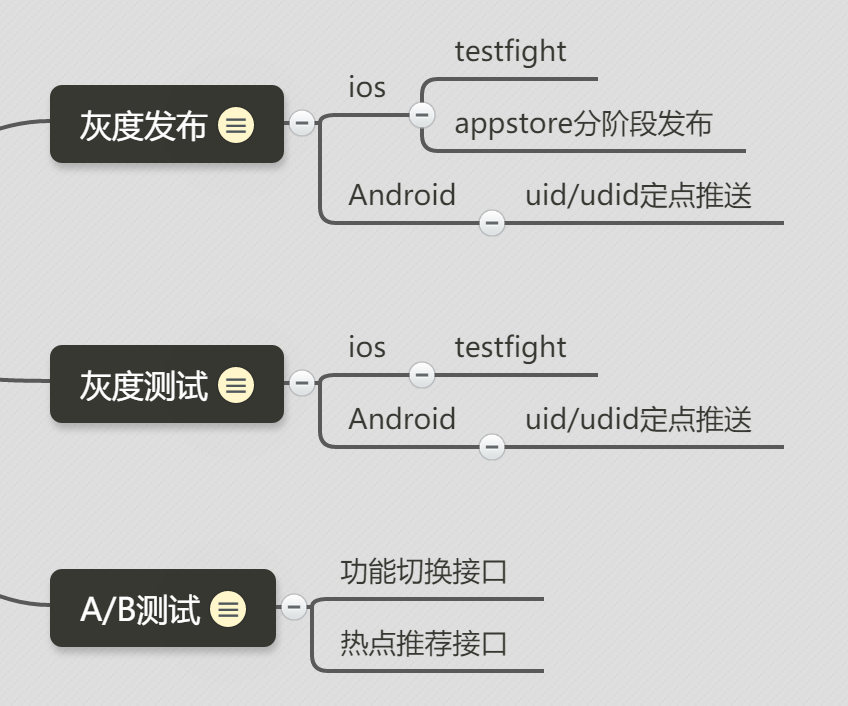 testfight
ios
灰度发布
appstore分阶段发布
Android
uid/udid定点推送
ios
testfight
灰度测试
Android
uid/udid定点推送
功能切换接口
A/B测试
热点推荐接口